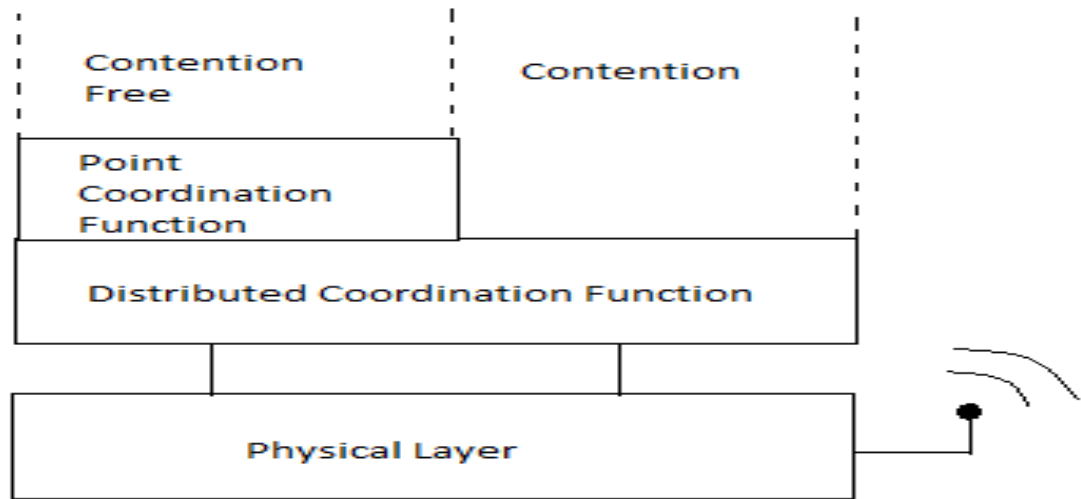 Contention
Free
Contention
Point
Coordination
Function
Distributed Coordination Function
Physical Layer